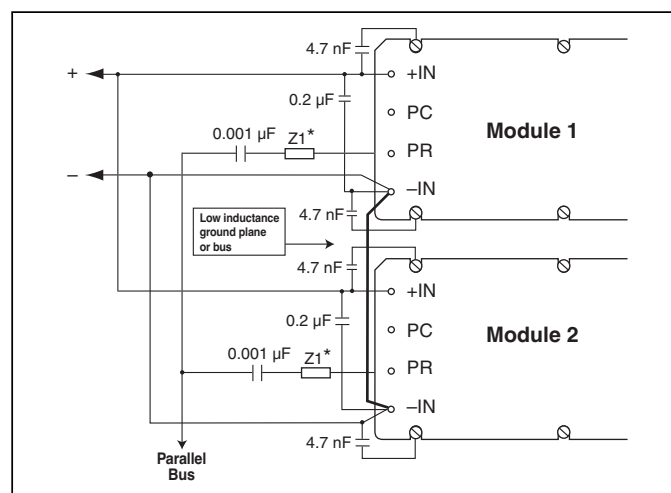 4.7 nF
+
+IN
0.2 µF
PC
Module 1
0.001 µF
Z1*
PR
–
–IN
4.7 nF
Low inductance
ground plane
or bus
4.7 nF
+IN
0.2 µF
PC
Module 2
0.001 µF
Z1*
PR
–IN
4.7 nF
Parallel
Bus